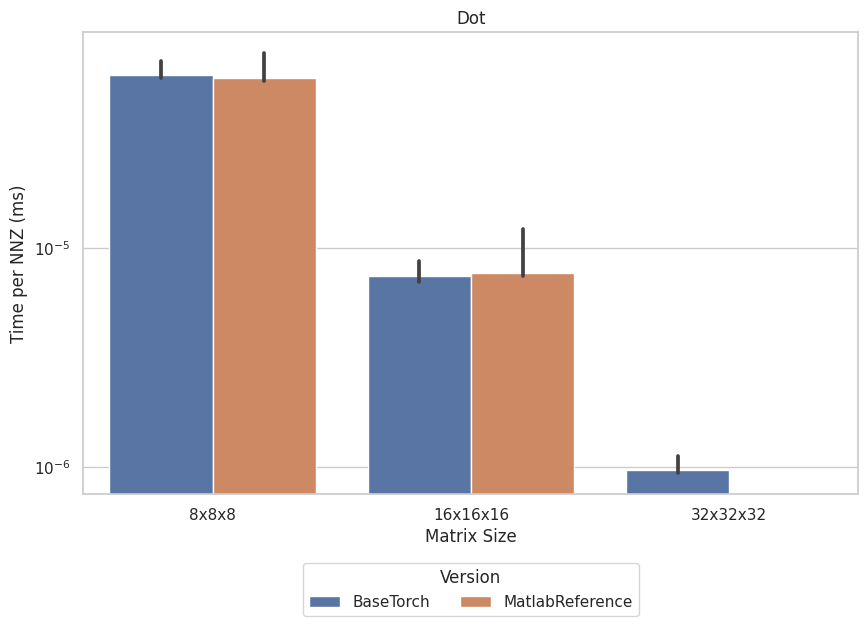 Dot
Time per NNZ (ms)
10⁻⁵
10⁻⁶
8x8x8 16x16x16 32x32x32
Matrix Size
Version
BaseTorch MatlabReference